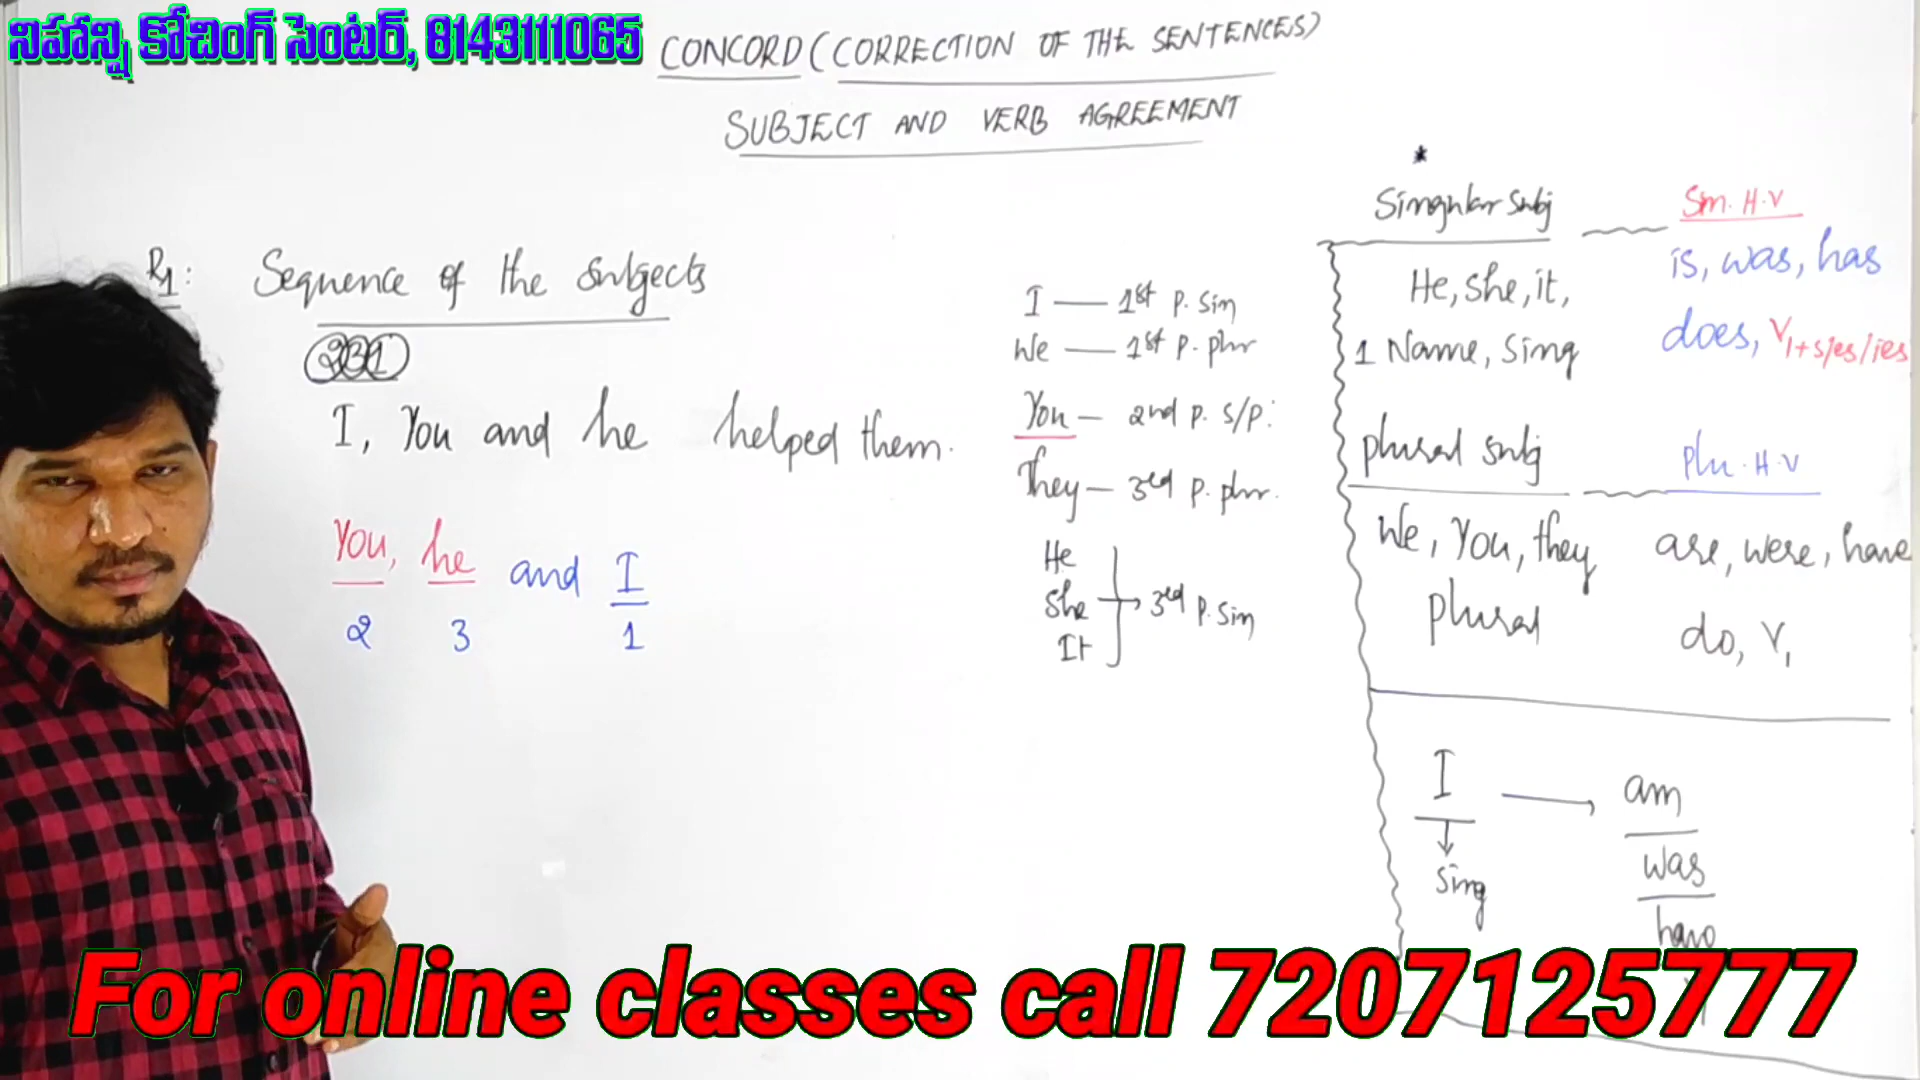 నిహాన్షి కోచింగ్ సెంటర్, 8143111065
CONCORD (CORRECTION OF THE SENTENCES)
SUBJECT AND VERB AGREEMENT
R1: Sequence of the subjects
231
I, You and he helped them.
You, he and I
2 3 1
I — 1st p. Sin
We — 1st p. plur
You — 2nd p. S/P:
They — 3rd p. plur.
He
She
It
3rd p. Sin
*
Singular Subj Sin. H.V
He, she, it, is, was, has
1 Name, Sing does, V1+s/es/ies
plural subj Plu. H.V
We, You, they are, were, have
plural do, V1
I → am
Sing was
have
For online classes call 7207125777